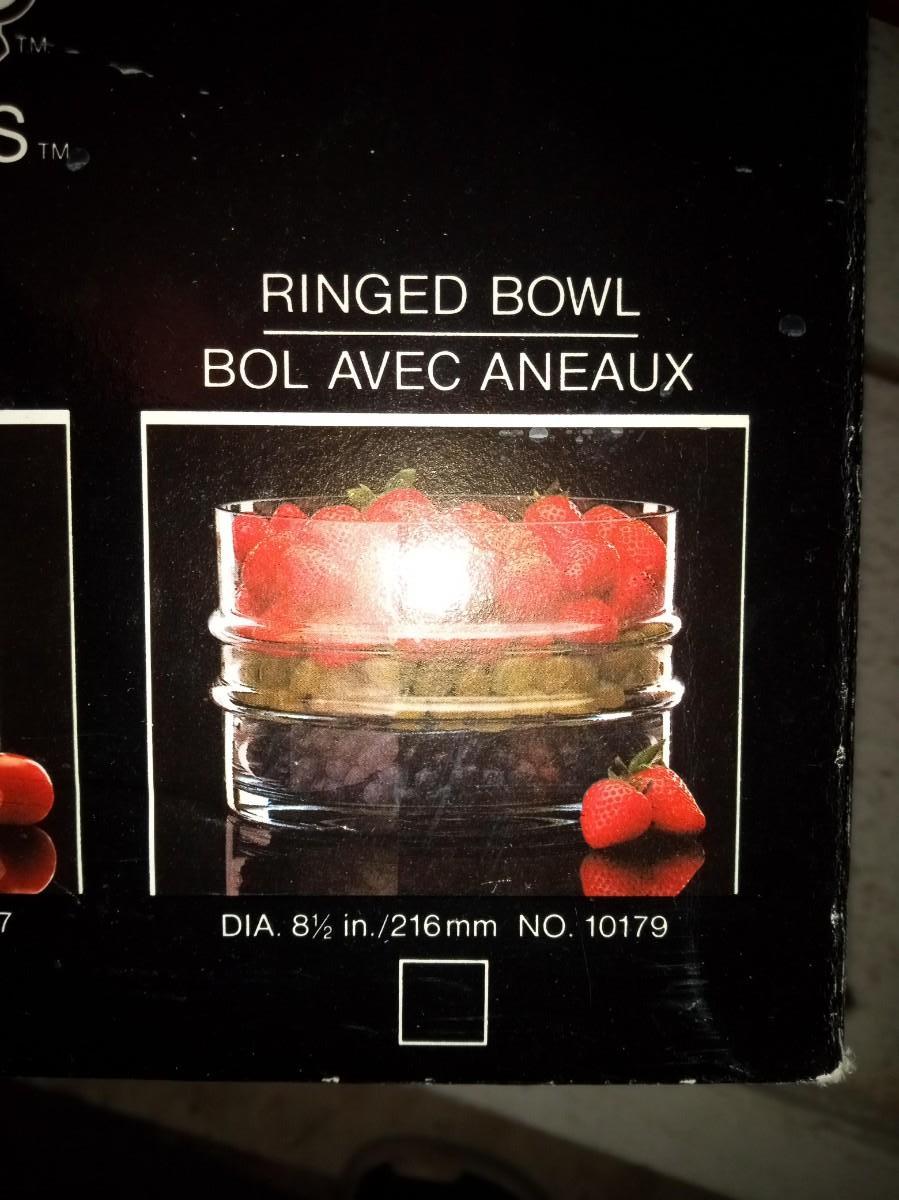 TM
S TM
RINGED BOWL
BOL AVEC ANEAUX
7
DIA. 8½ in./216mm NO. 10179